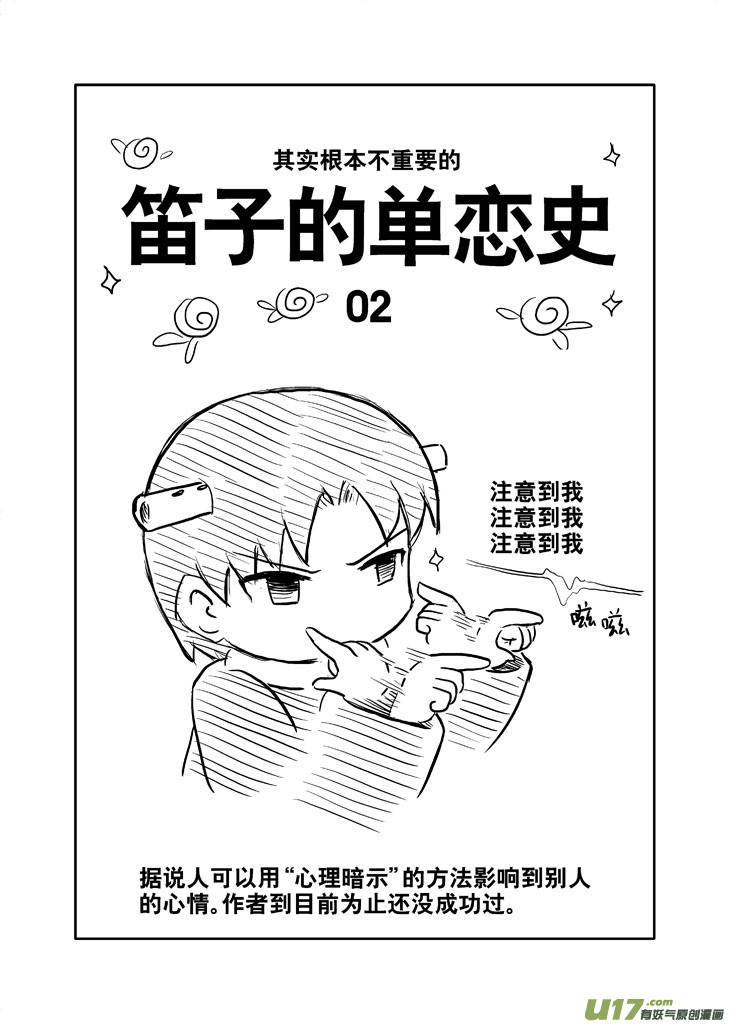 其实根本不重要的
笛子的单恋史
02
注意到我
注意到我
注意到我
嗞嗞
据说人可以用“心理暗示”的方法影响到别人
的心情。作者到目前为止还没成功过。
U17.com
有妖气原创漫画